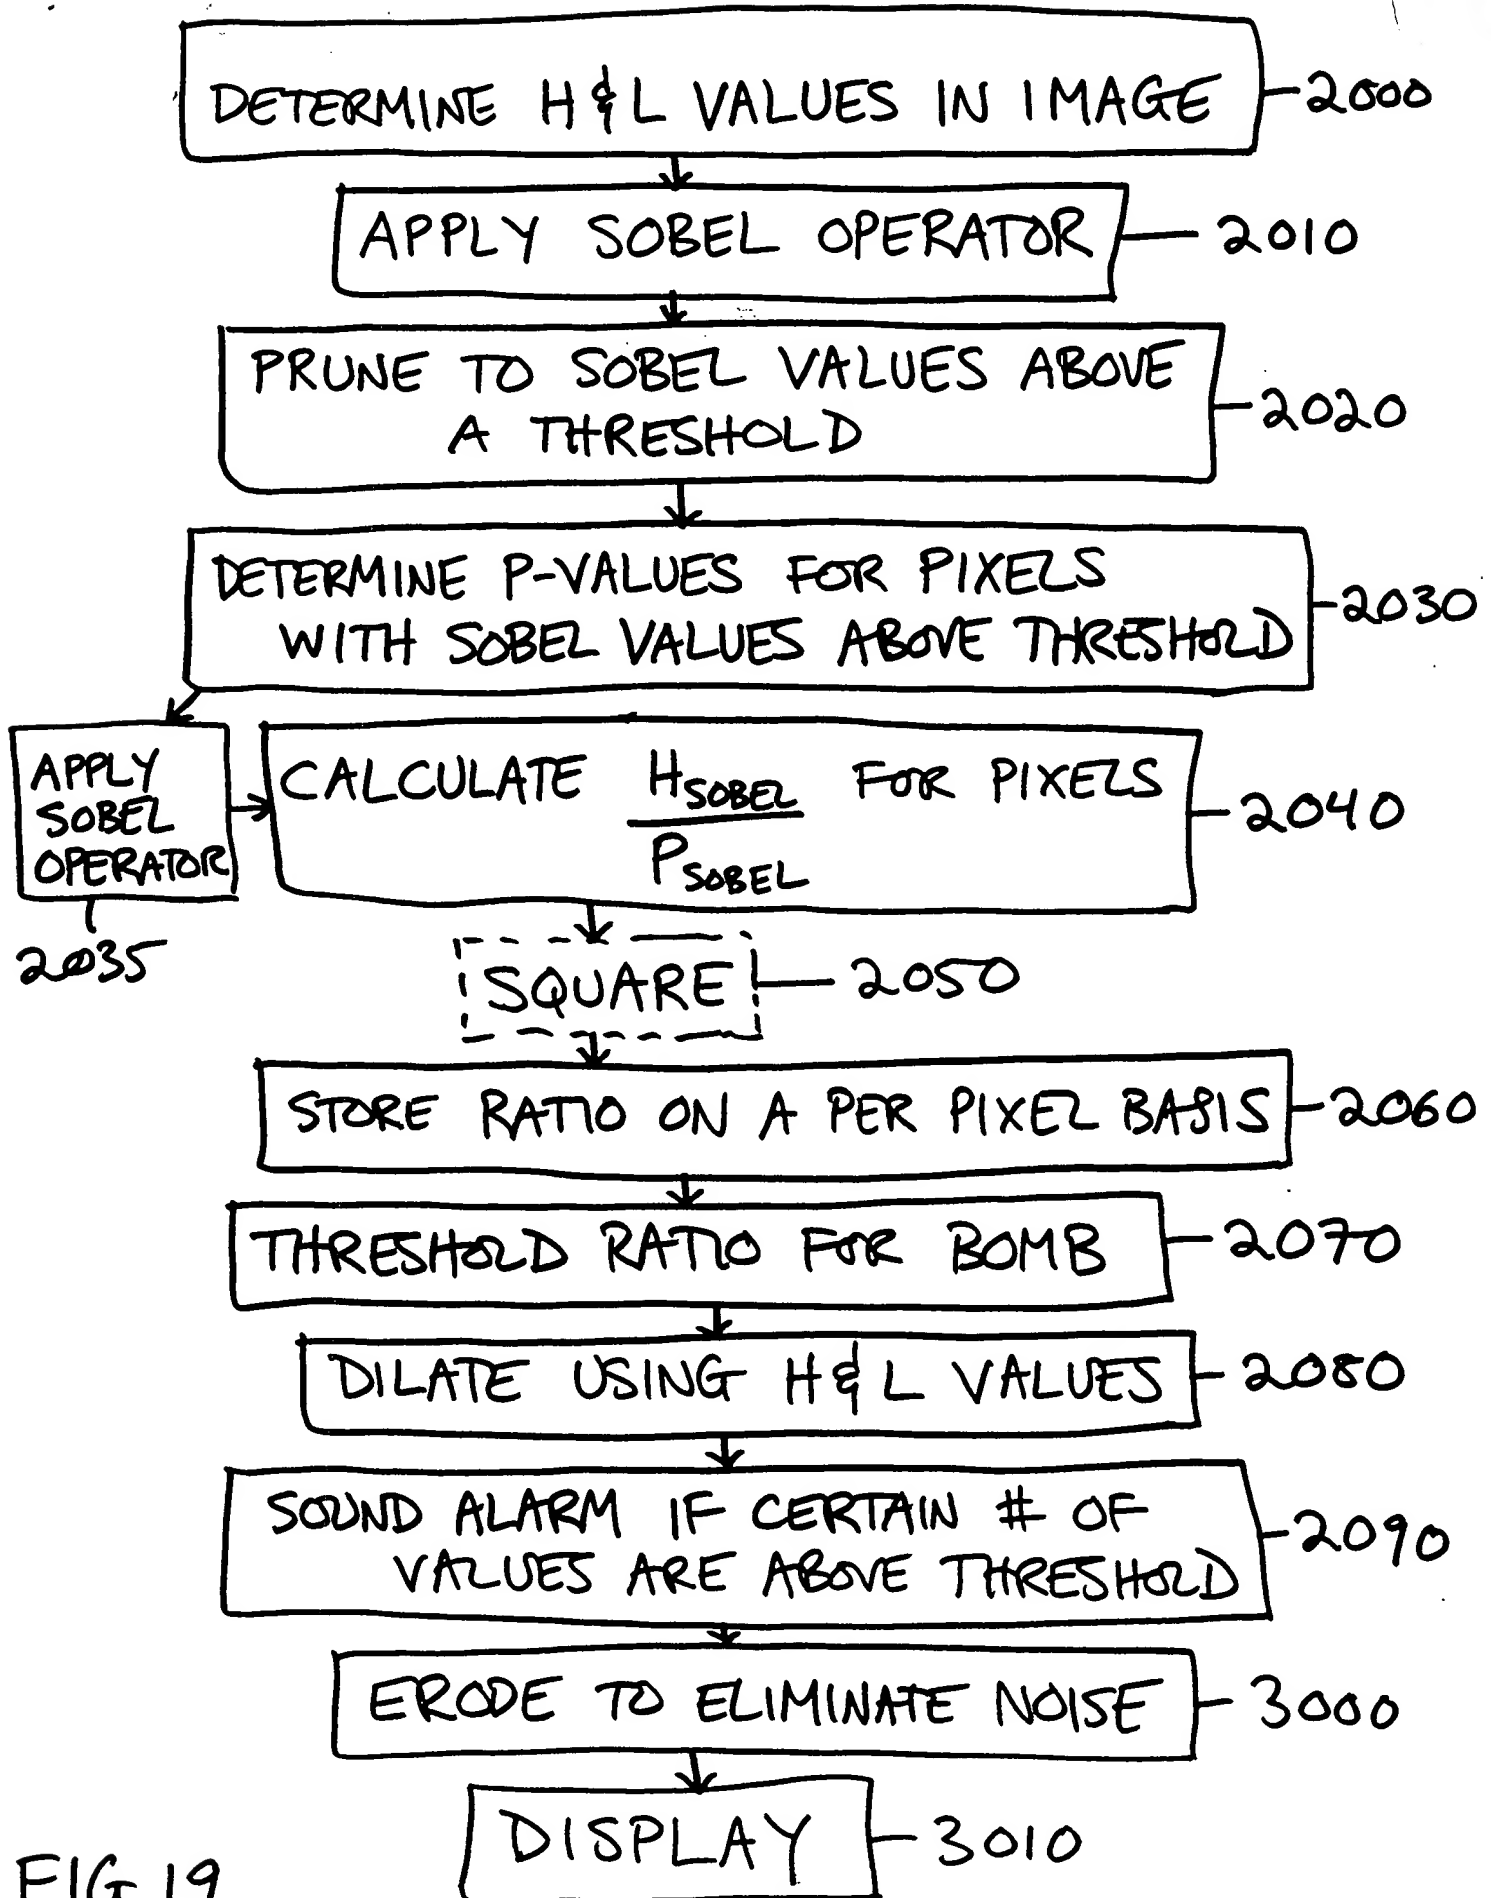 DETERMINE H & L VALUES IN IMAGE 2000
APPLY SOBEL OPERATOR 2010
PRUNE TO SOBEL VALUES ABOVE
A THRESHOLD
2020
DETERMINE P-VALUES FOR PIXELS
WITH SOBEL VALUES ABOVE THRESHOLD
2030
APPLY
SOBEL
OPERATOR
2035
CALCULATE H_SOBEL / P_SOBEL FOR PIXELS
2040
SQUARE 2050
STORE RATIO ON A PER PIXEL BASIS 2060
THRESHOLD RATIO FOR BOMB 2070
DILATE USING H & L VALUES 2080
SOUND ALARM IF CERTAIN # OF
VALUES ARE ABOVE THRESHOLD
2090
ERODE TO ELIMINATE NOISE 3000
DISPLAY 3010
FIG 19